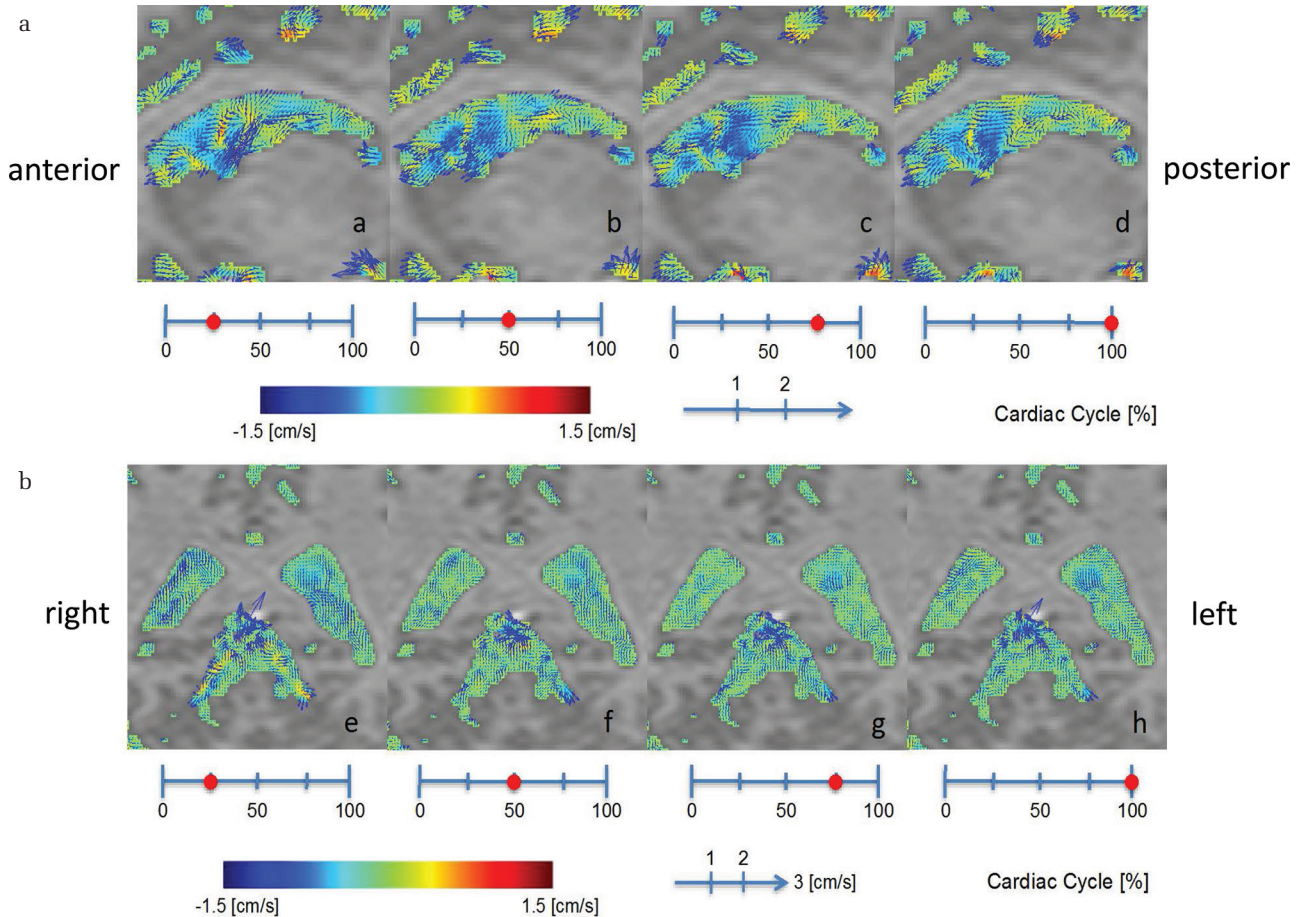 a
anterior
a b c d
posterior
0 50 100 0 50 100 0 50 100 0 50 100
-1.5 [cm/s] 1.5 [cm/s]
1 2
Cardiac Cycle [%]
b
right
e f g h
left
0 50 100 0 50 100 0 50 100 0 50 100
-1.5 [cm/s] 1.5 [cm/s]
1 2
3 [cm/s]
Cardiac Cycle [%]